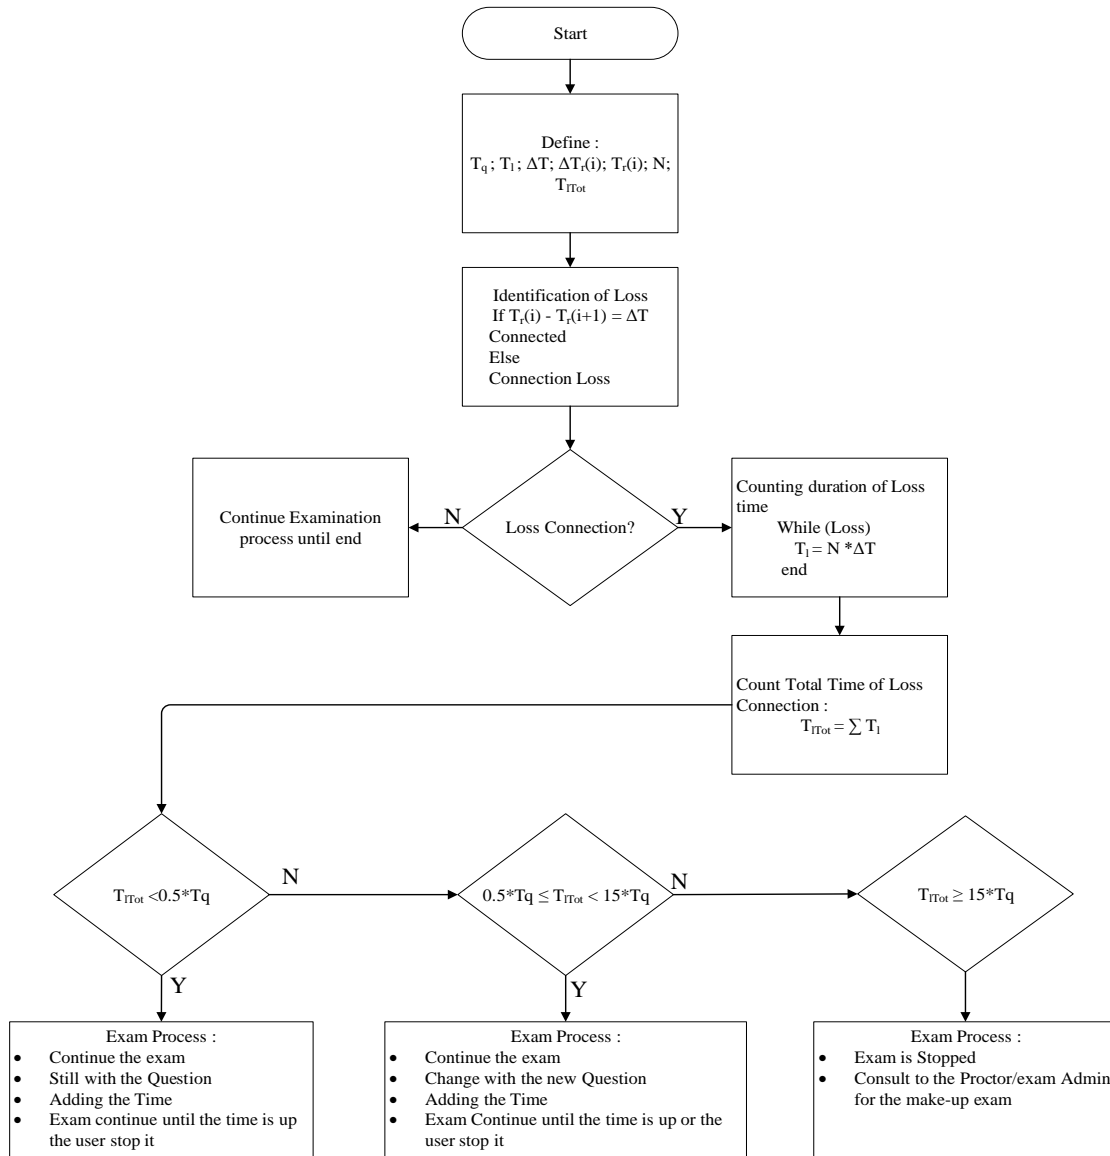 Start
Define :
Tq ; Tl ; ΔT; ΔTr(i); Tr(i); N;
TlTot
Identification of Loss
If Tr(i) - Tr(i+1) = ΔT
Connected
Else
Connection Loss
Continue Examination
process until end
N
Loss Connection?
Y
Counting duration of Loss
time
While (Loss)
Tl = N *ΔT
end
Count Total Time of Loss
Connection :
TlTot = ∑ Tl
TlTot <0.5*Tq
N
0.5*Tq ≤ TlTot < 15*Tq
N
TlTot ≥ 15*Tq
Y
Y
Exam Process :
• Continue the exam
• Still with the Question
• Adding the Time
• Exam continue until the time is up
the user stop it
Exam Process :
• Continue the exam
• Change with the new Question
• Adding the Time
• Exam Continue until the time is up or the
user stop it
Exam Process :
• Exam is Stopped
• Consult to the Proctor/exam Admin
for the make-up exam